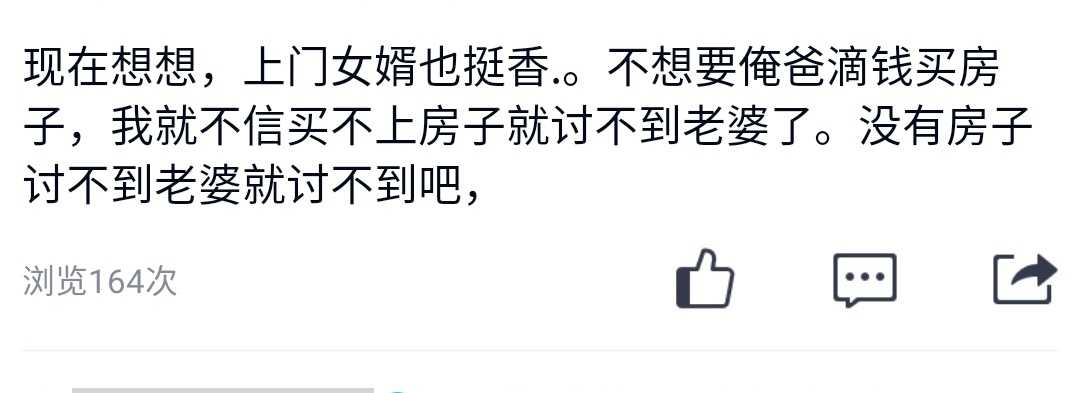 现在想想，上门女婿也挺香.。不想要俺爸滴钱买房
子，我就不信买不上房子就讨不到老婆了。没有房子
讨不到老婆就讨不到吧，
浏览164次